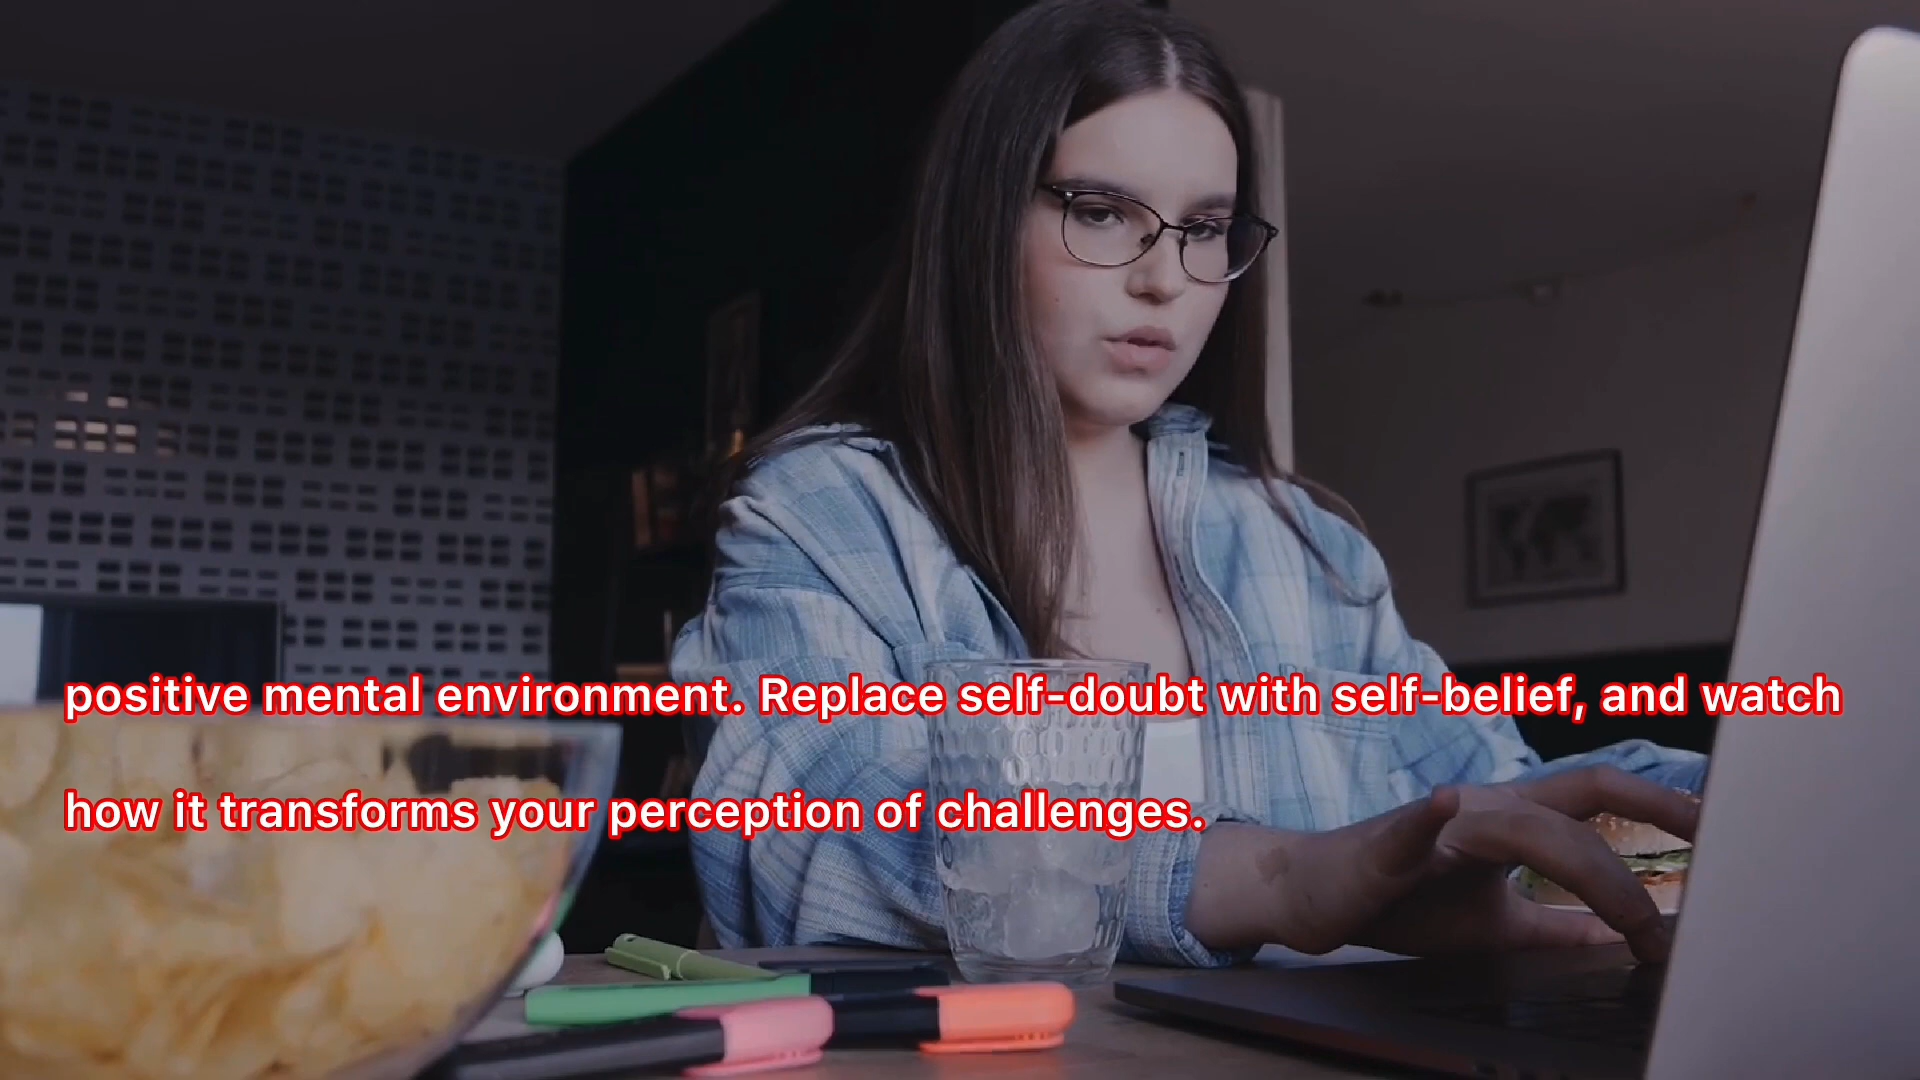 positive mental environment. Replace self-doubt with self-belief, and watch
how it transforms your perception of challenges.